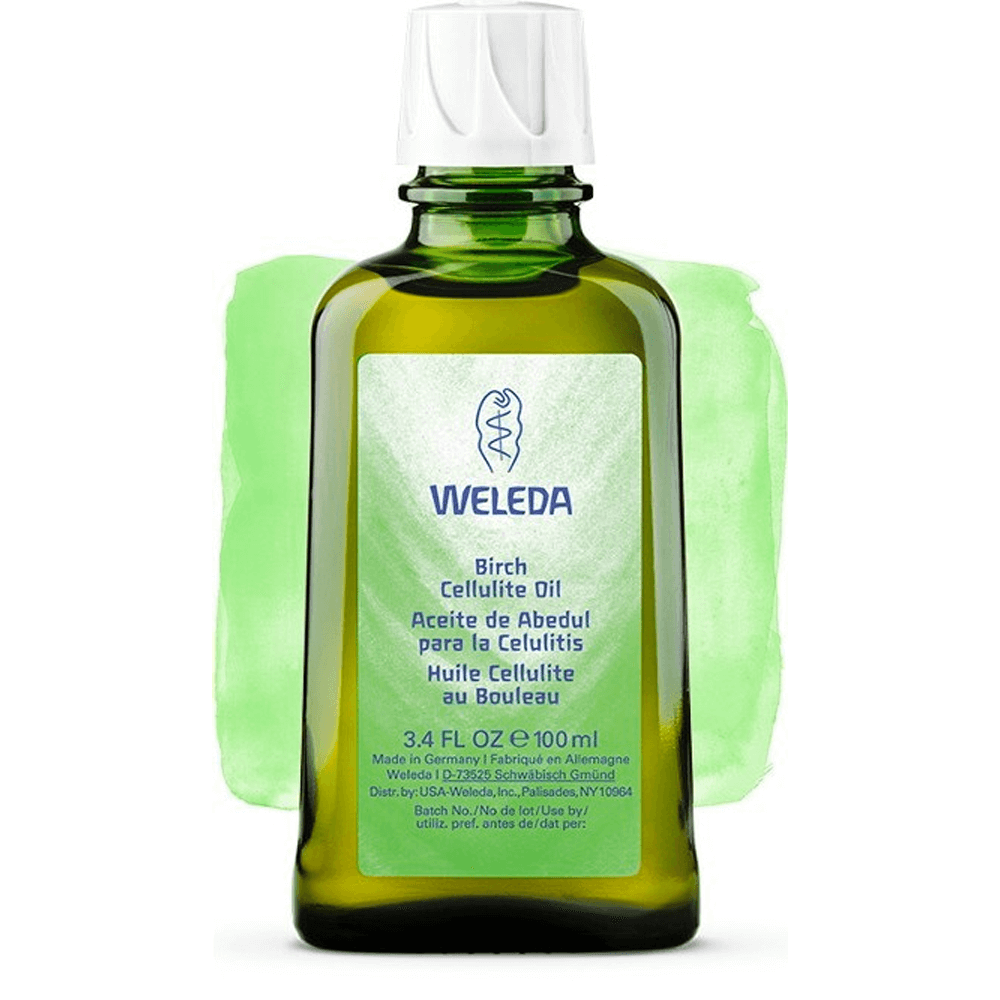 WELEDA
Birch
Cellulite Oil
Aceite de Abedul
para la Celulitis
Huile Cellulite
au Bouleau
3.4 FL OZ ℮ 100 ml
Made in Germany | Fabriqué en Allemagne
Weleda | D-73525 Schwäbisch Gmünd
Distr. by: USA-Weleda, Inc., Palisades, NY 10964
Batch No./No de lot/Use by/
utiliz. pref. antes de/dat per: